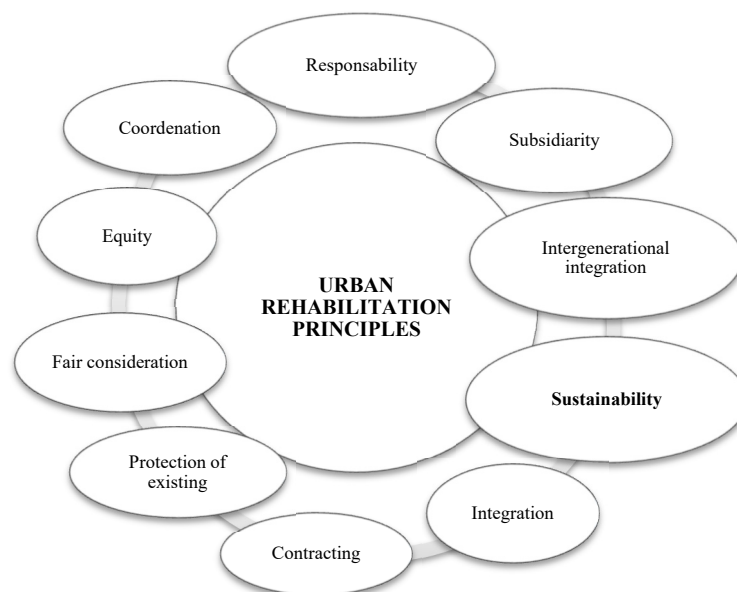 Responsability
Subsidiarity
Intergenerational
integration
Sustainability
Integration
Contracting
Protection of
existing
Fair consideration
Equity
Coordenation
URBAN
REHABILITATION
PRINCIPLES